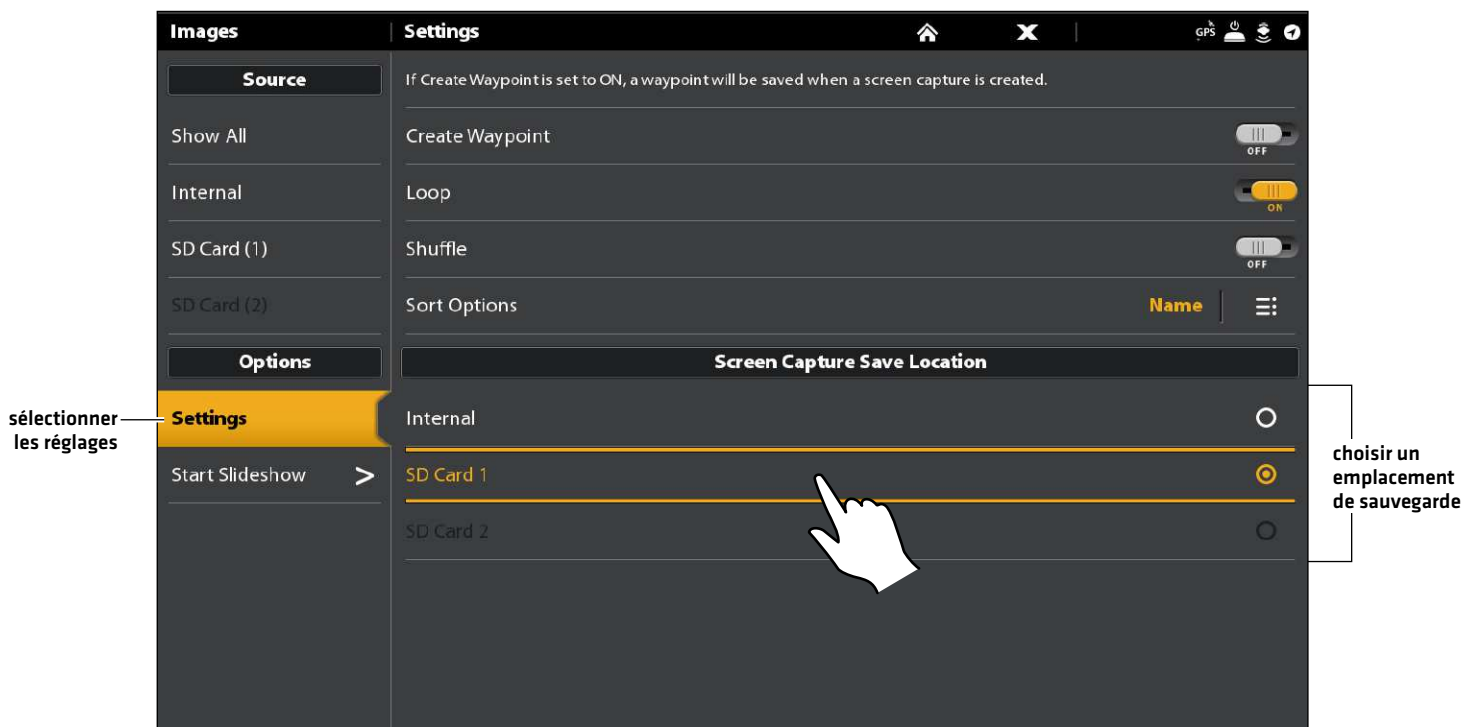 Images
Settings
GPS
Source
If Create Waypoint is set to ON, a waypoint will be saved when a screen capture is created.
Show All
Create Waypoint
OFF
Internal
Loop
ON
SD Card (1)
Shuffle
OFF
SD Card (2)
Sort Options
Name
Options
Screen Capture Save Location
sélectionner
les réglages
Settings
Internal
Start Slideshow
SD Card 1
SD Card 2
choisir un
emplacement
de sauvegarde